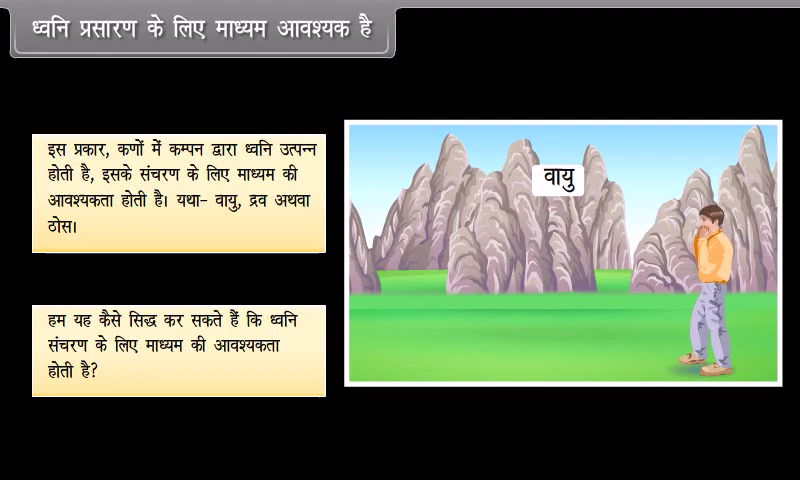 ध्वनि प्रसारण के लिए माध्यम आवश्यक है
इस प्रकार, कणों में कम्पन द्वारा ध्वनि उत्पन्न
होती है, इसके संचरण के लिए माध्यम की
आवश्यकता होती है। यथा- वायु, द्रव अथवा
ठोस।
वायु
हम यह कैसे सिद्ध कर सकते हैं कि ध्वनि
संचरण के लिए माध्यम की आवश्यकता
होती है?